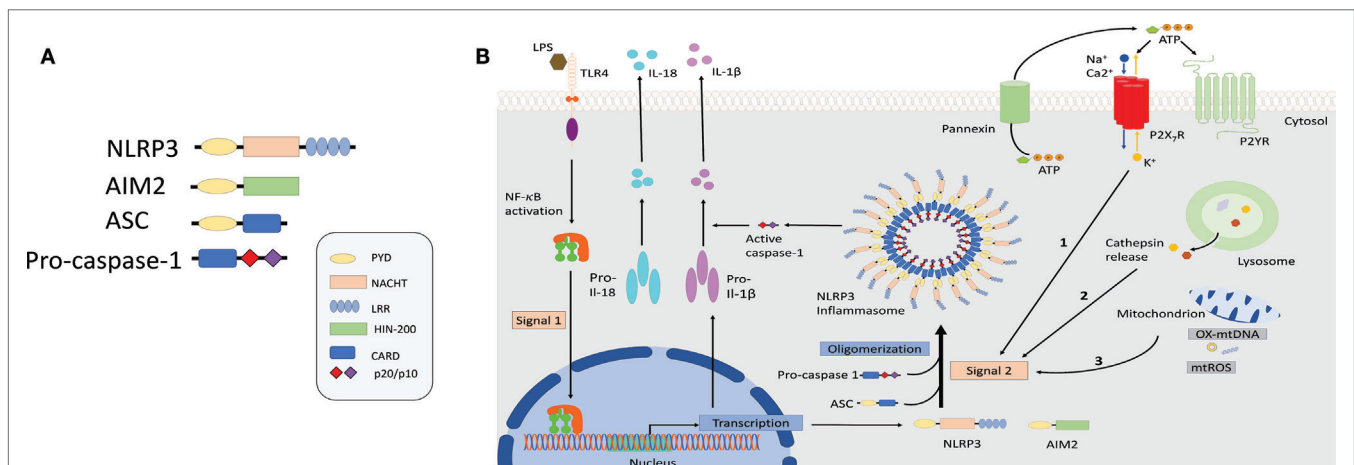 A
NLRP3
AIM2
ASC
Pro-caspase-1
PYD
NACHT
LRR
HIN-200
CARD
p20/p10
B
LPS
TLR4
IL-18
IL-1β
ATP
Na⁺
Ca2⁺
Pannexin
P2X₇R
P2YR
Cytosol
K⁺
ATP
NF-κB
activation
Active
caspase-1
Pro-
Il-18
Pro-
Il-1β
NLRP3
Inflammasome
1
Cathepsin
release
Lysosome
2
Mitochondrion
OX-mtDNA
mtROS
3
Signal 1
Oligomerization
Signal 2
Pro-caspase 1
ASC
Transcription
NLRP3
AIM2
Nucleus